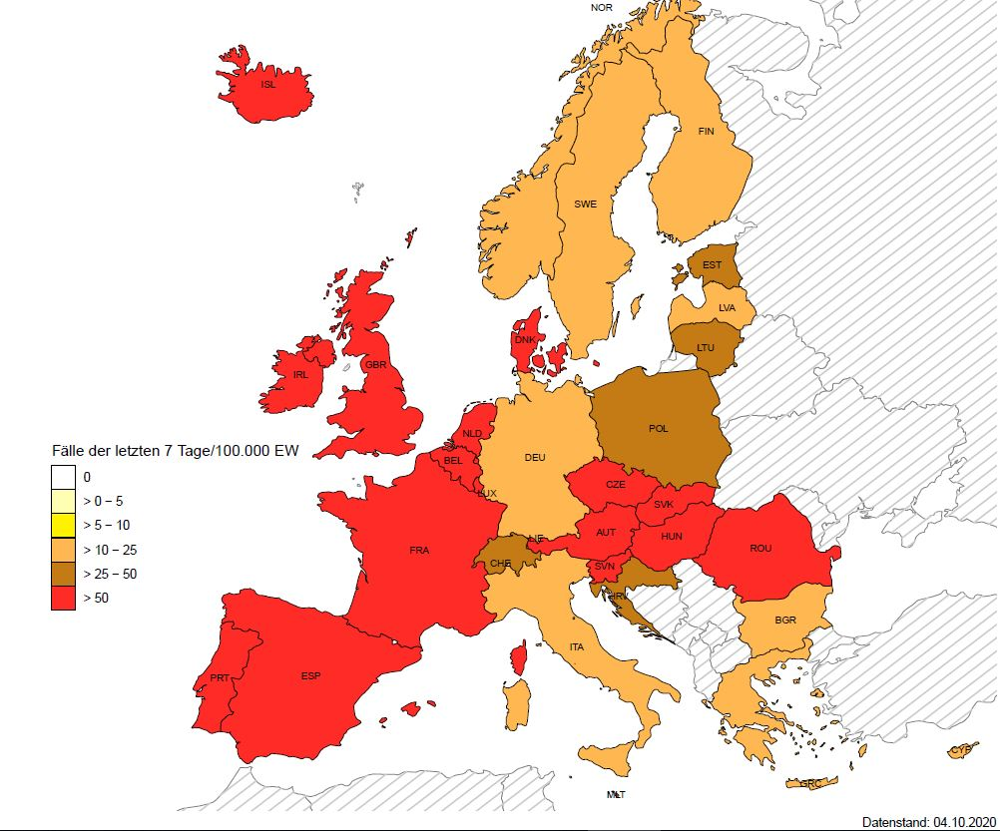 NOR
ISL
FIN
SWE
EST
LVA
DNK
LTU
GBR
IRL
POL
NLD
Fälle der letzten 7 Tage/100.000 EW
DEU
BEL
0
CZE
LUX
> 0 – 5
SVK
> 5 – 10
AUT
HUN
LIE
ROU
> 10 – 25
FRA
CHE
SVN
> 25 – 50
HRV
> 50
BGR
ITA
PRT
ESP
CYP
GRC
MLT
Datenstand: 04.10.2020